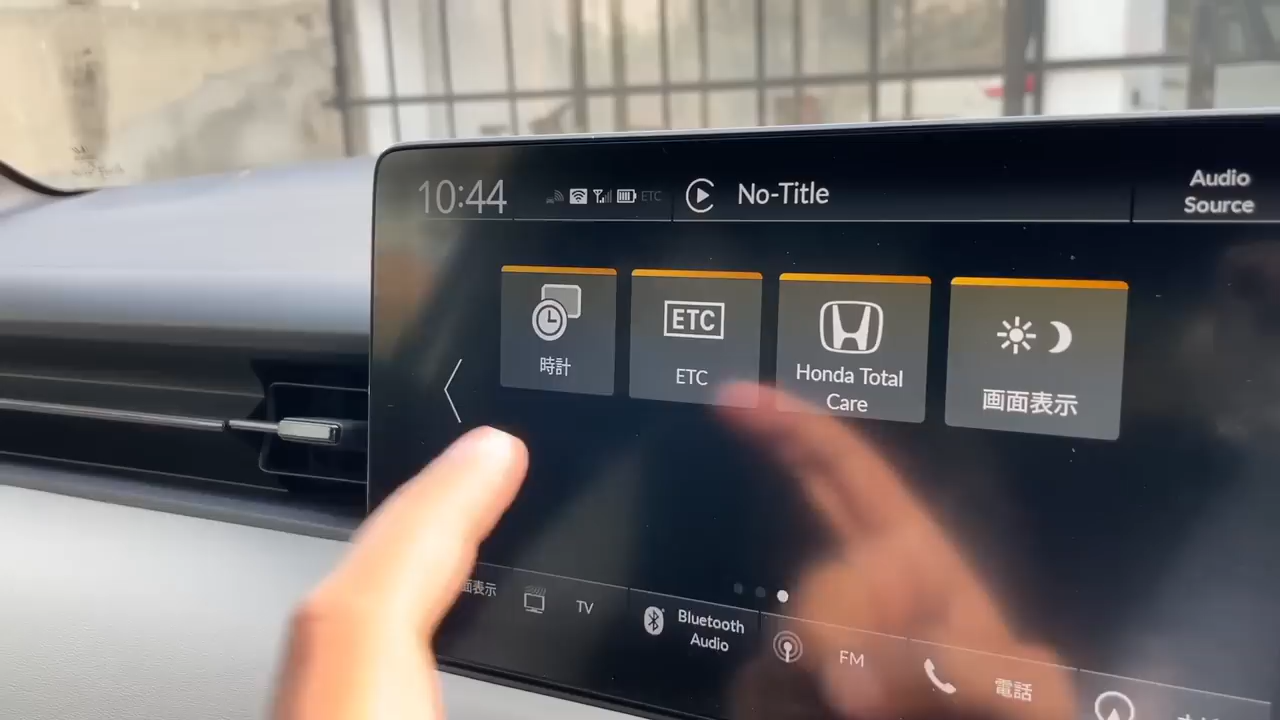 10:44
ETC
No-Title
Audio
Source
時計
ETC
ETC
Honda Total
Care
画面表示
面表示
TV
Bluetooth
Audio
FM
電話